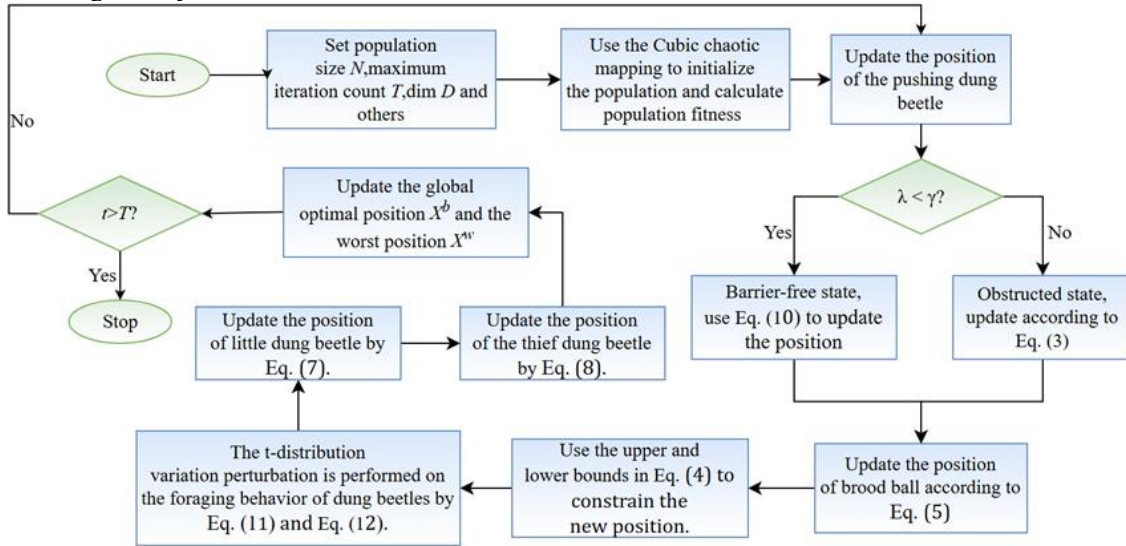 Start
Set population
size N,maximum
iteration count T,dim D and
others
Use the Cubic chaotic
mapping to initialize
the population and calculate
population fitness
Update the position
of the pushing dung
beetle
λ < γ?
Yes
No
Barrier-free state,
use Eq. (10) to update
the position
Obstructed state,
update according to
Eq. (3)
Update the position
of brood ball according to
Eq. (5)
Use the upper and
lower bounds in Eq. (4) to
constrain the
new position.
The t-distribution
variation perturbation is performed on
the foraging behavior of dung beetles by
Eq. (11) and Eq. (12).
Update the position
of little dung beetle by
Eq. (7).
Update the position
of the thief dung beetle
by Eq. (8).
Update the global
optimal position X^b and the
worst position X^w
t>T?
No
Yes
Stop